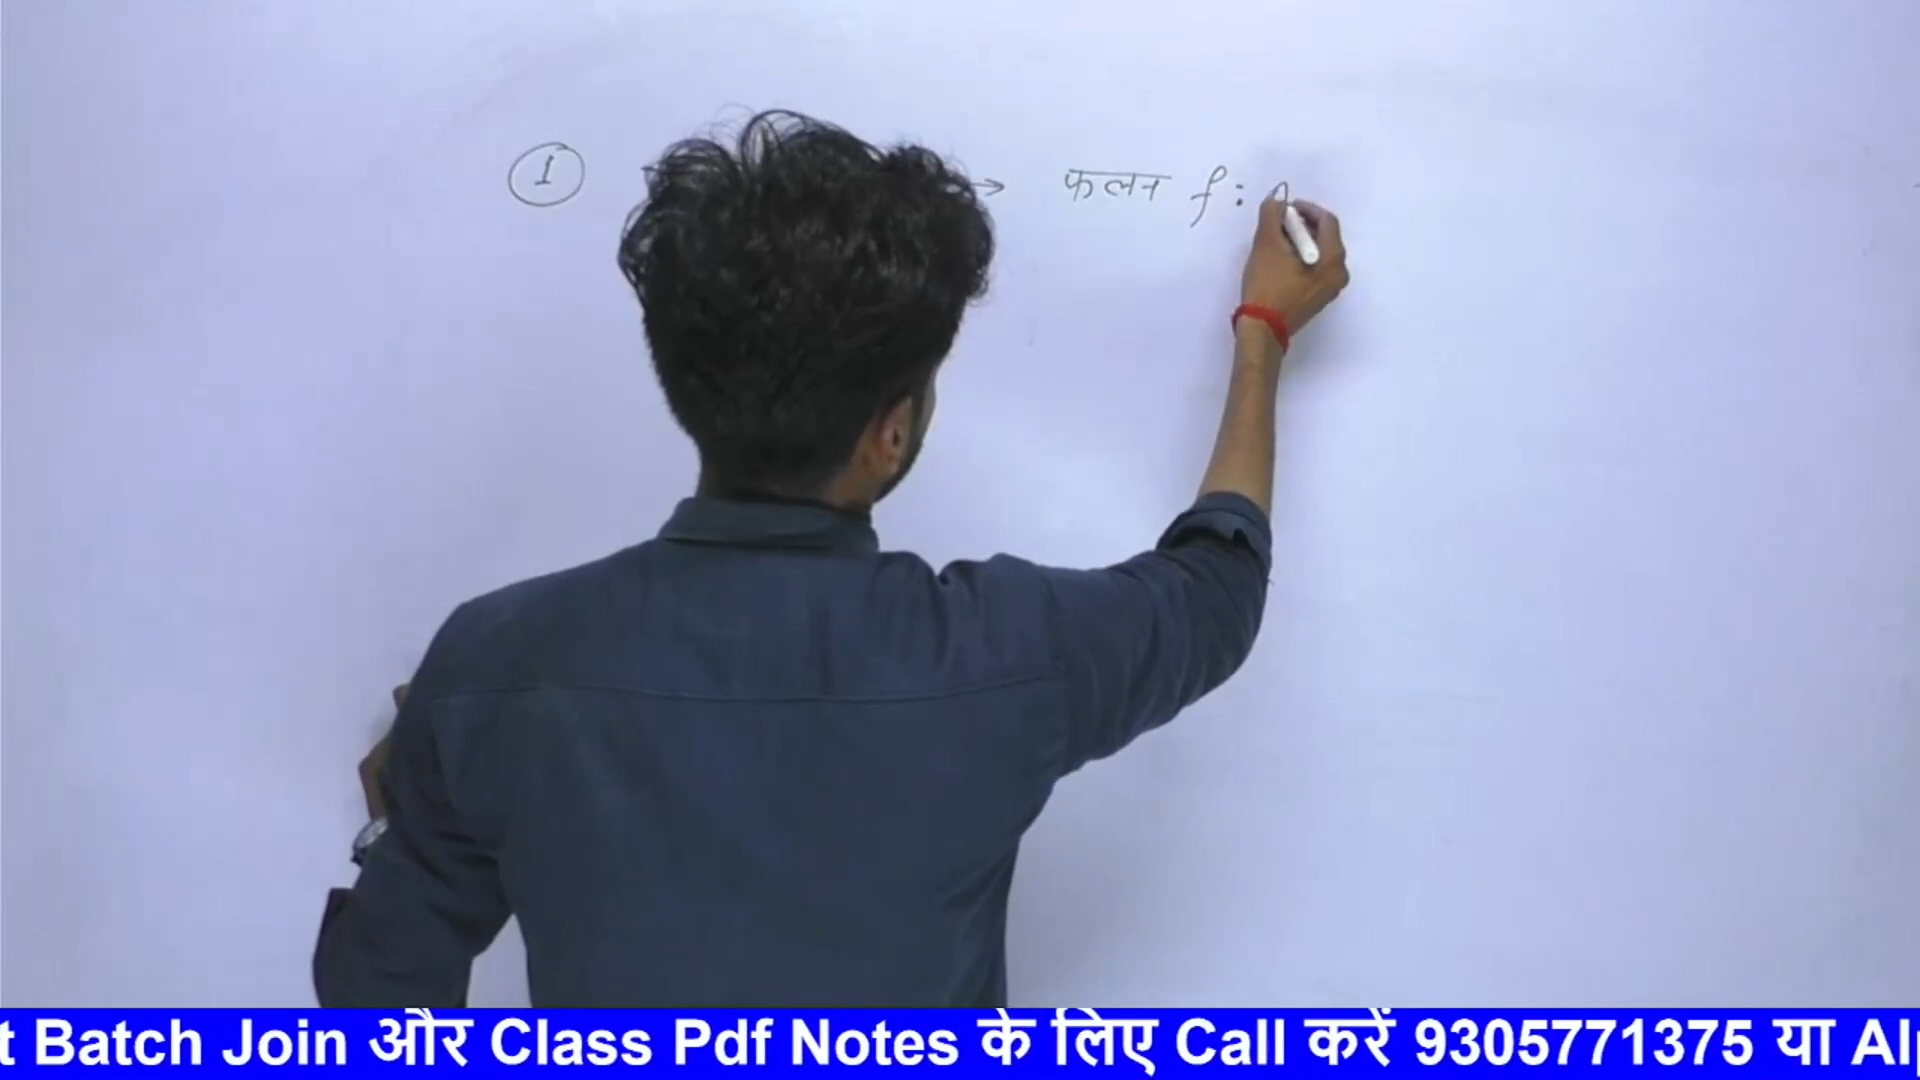 1 → फलन f :
t Batch Join और Class Pdf Notes के लिए Call करें 9305771375 या Al